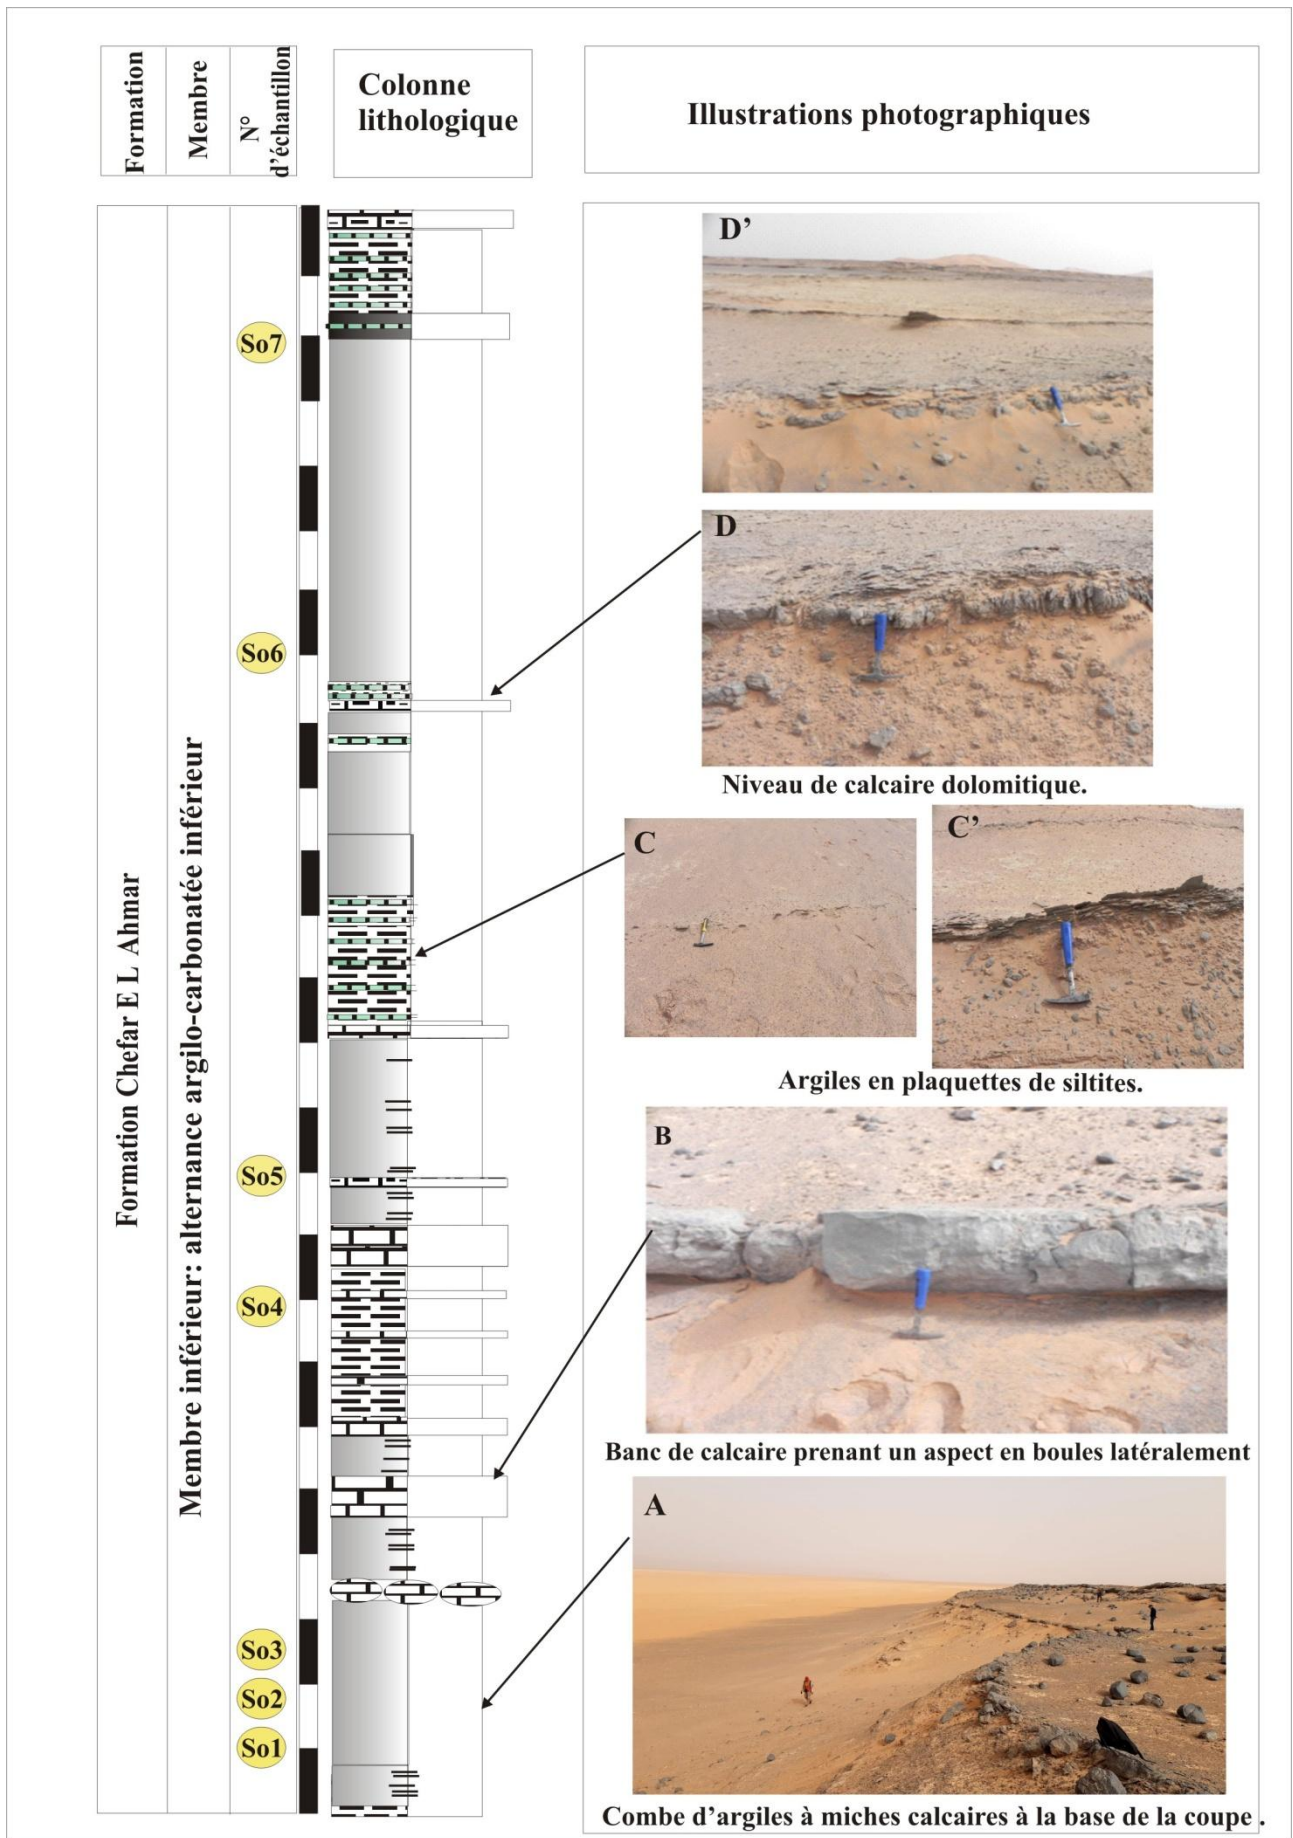 Formation
Membre
N°
d'échantillon
Colonne
lithologique
Illustrations photographiques
Formation Chefar E L Ahmar
Membre inférieur: alternance argilo-carbonatée inférieur
So7
So6
So5
So4
So3
So2
So1
D'
D
Niveau de calcaire dolomitique.
C
C'
Argiles en plaquettes de siltites.
B
Banc de calcaire prenant un aspect en boules latéralement
A
Combe d'argiles à miches calcaires à la base de la coupe .